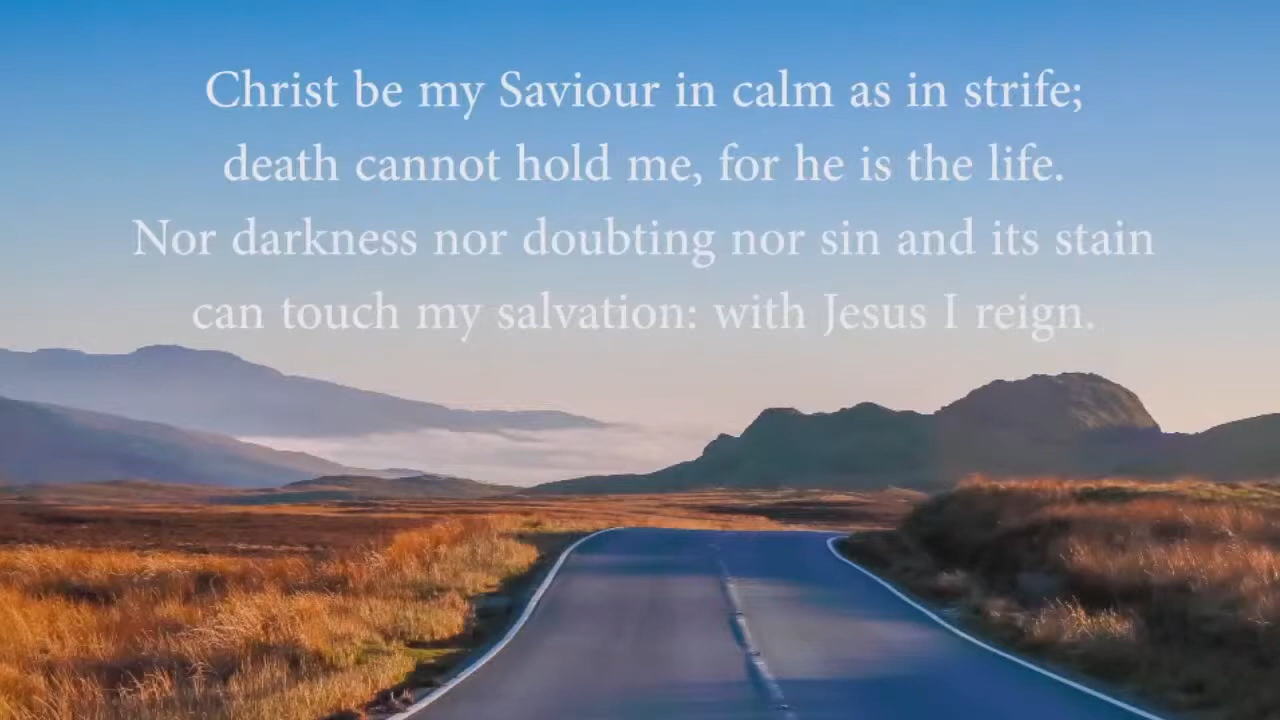 Christ be my Saviour in calm as in strife;
death cannot hold me, for he is the life.
Nor darkness nor doubting nor sin and its stain
can touch my salvation: with Jesus I reign.